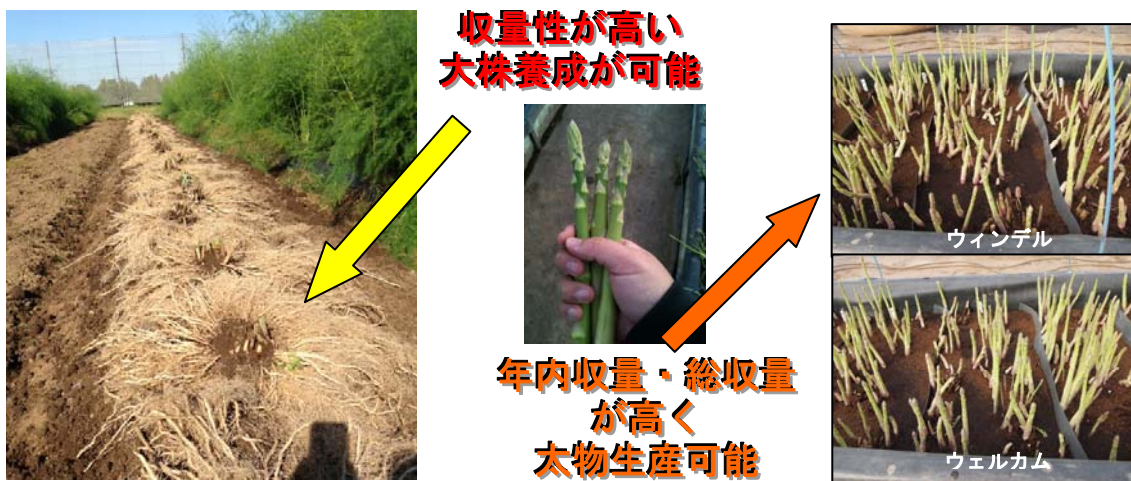 収量性が高い
大株養成が可能
年内収量・総収量
が高く
太物生産可能
ウィンデル
ウェルカム